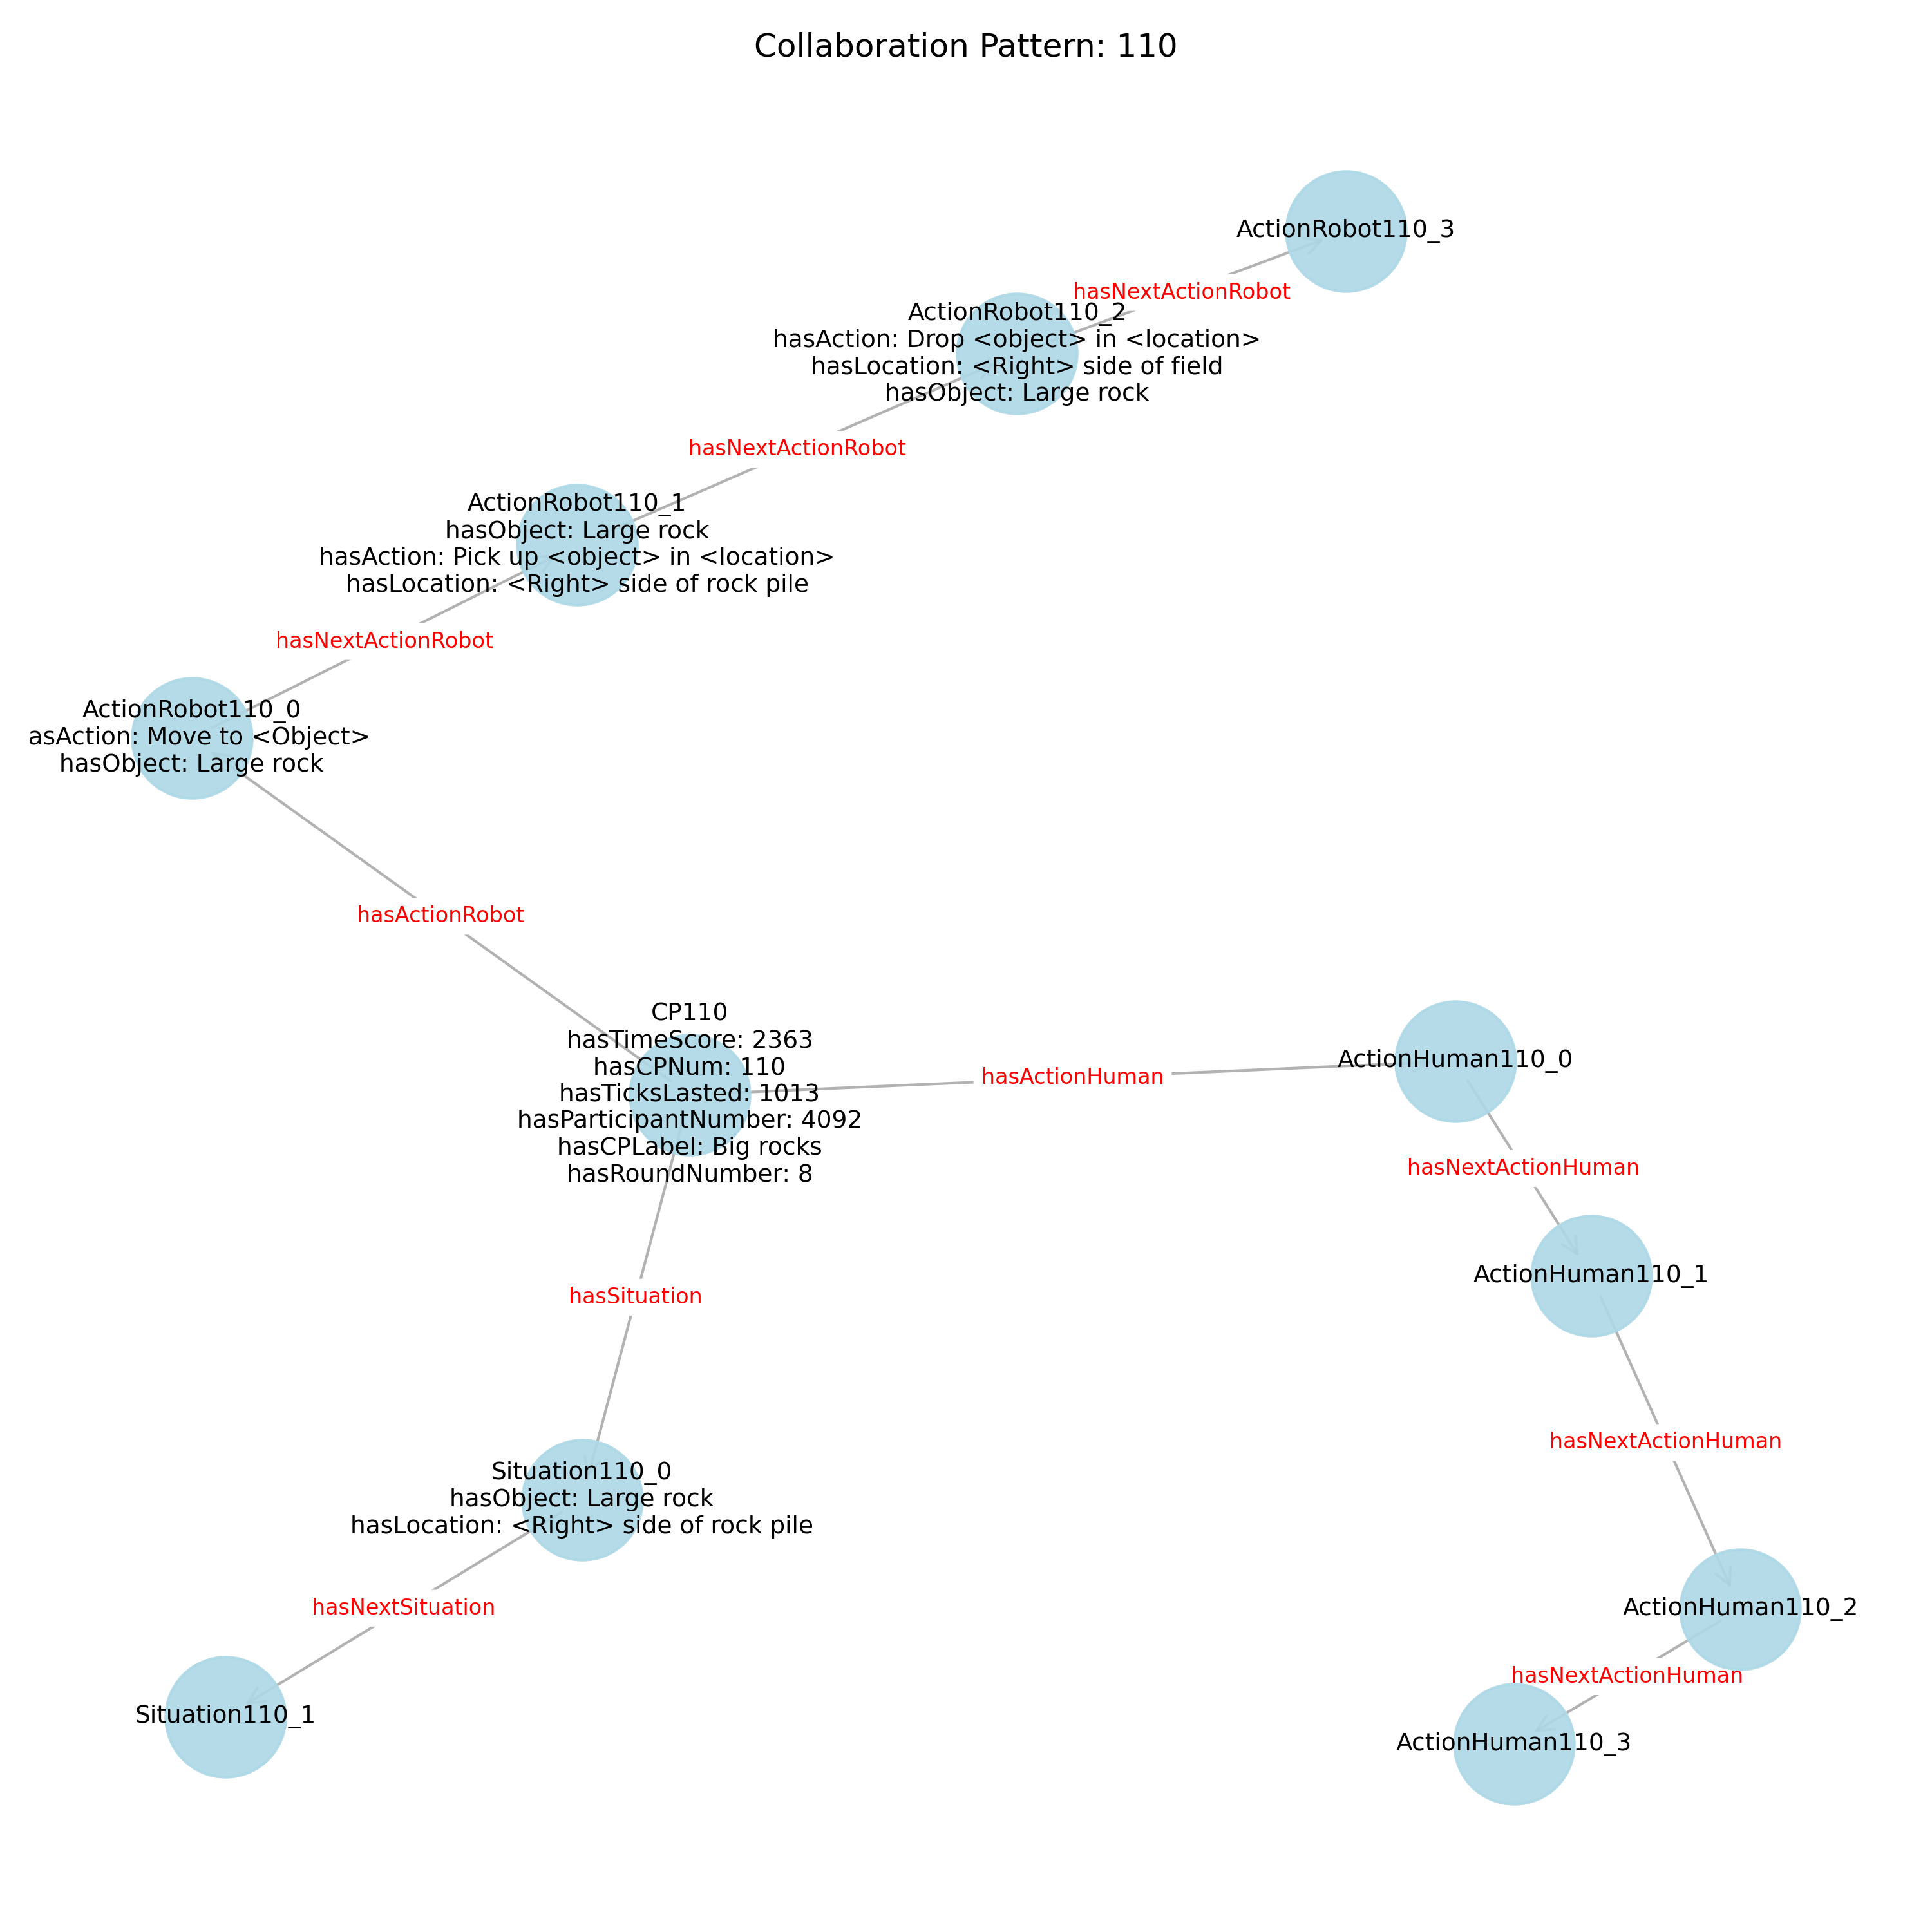 Collaboration Pattern: 110
ActionRobot110_3
hasNextActionRobot
ActionRobot110_2
hasAction: Drop <object> in <location>
hasLocation: <Right> side of field
hasObject: Large rock
hasNextActionRobot
ActionRobot110_1
hasObject: Large rock
hasAction: Pick up <object> in <location>
hasLocation: <Right> side of rock pile
hasNextActionRobot
ActionRobot110_0
asAction: Move to <Object>
hasObject: Large rock
hasActionRobot
CP110
hasTimeScore: 2363
hasCPNum: 110
hasTicksLasted: 1013
hasParticipantNumber: 4092
hasCPLabel: Big rocks
hasRoundNumber: 8
hasActionHuman
ActionHuman110_0
hasNextActionHuman
ActionHuman110_1
hasNextActionHuman
ActionHuman110_2
hasNextActionHuman
ActionHuman110_3
hasSituation
Situation110_0
hasObject: Large rock
hasLocation: <Right> side of rock pile
hasNextSituation
Situation110_1